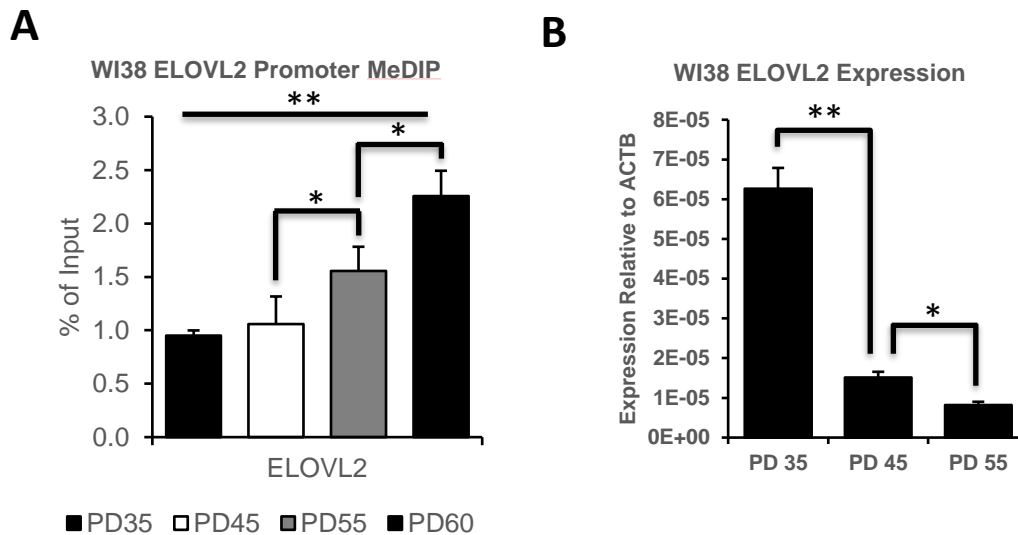 A
WI38 ELOVL2 Promoter MeDIP
% of Input
3.0
2.5
2.0
1.5
1.0
0.5
0.0
**
*
*
ELOVL2
PD35 PD45 PD55 PD60
B
WI38 ELOVL2 Expression
Expression Relative to ACTB
8E-05
7E-05
6E-05
5E-05
4E-05
3E-05
2E-05
1E-05
0E+00
**
*
PD 35 PD 45 PD 55